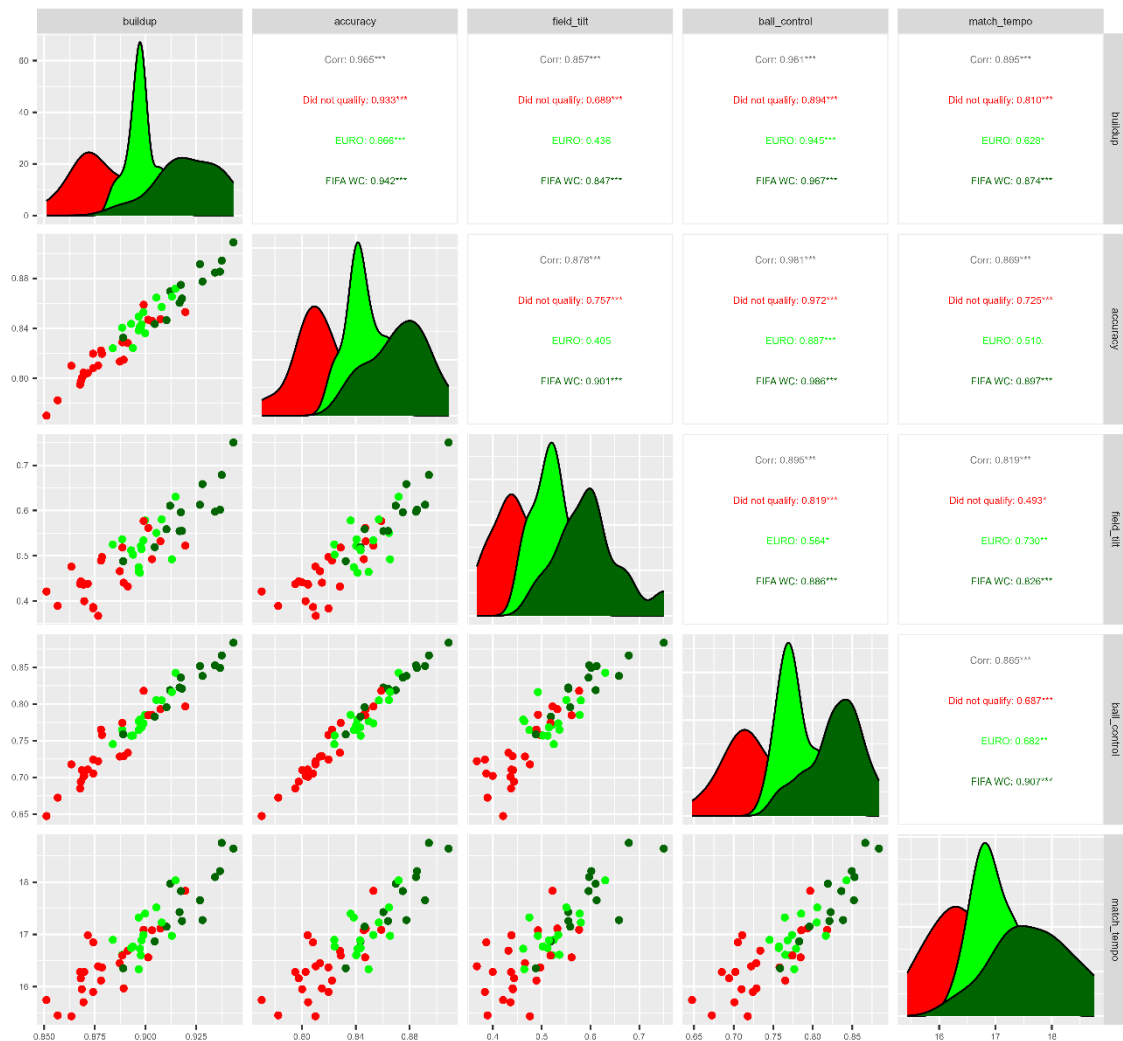 buildup accuracy field_tilt ball_control match_tempo
Corr: 0.965*** Corr: 0.857*** Corr: 0.961*** Corr: 0.895***
Did not qualify: 0.933*** Did not qualify: 0.689*** Did not qualify: 0.894*** Did not qualify: 0.810***
EURO: 0.866*** EURO: 0.436 EURO: 0.945*** EURO: 0.628*
FIFA WC: 0.942*** FIFA WC: 0.847*** FIFA WC: 0.967*** FIFA WC: 0.874***
buildup
60
40
20
0
Corr: 0.878*** Corr: 0.981*** Corr: 0.869***
Did not qualify: 0.757*** Did not qualify: 0.972*** Did not qualify: 0.725***
EURO: 0.405 EURO: 0.887*** EURO: 0.510.
FIFA WC: 0.901*** FIFA WC: 0.986*** FIFA WC: 0.897***
accuracy
0.88
0.84
0.80
Corr: 0.895*** Corr: 0.819***
Did not qualify: 0.819*** Did not qualify: 0.493*
EURO: 0.564* EURO: 0.730**
FIFA WC: 0.886*** FIFA WC: 0.826***
field_tilt
0.7
0.6
0.5
0.4
Corr: 0.865***
Did not qualify: 0.687***
EURO: 0.682**
FIFA WC: 0.907***
ball_control
0.85
0.80
0.75
0.70
0.65
match_tempo
18
17
16
0.850 0.875 0.900 0.925 0.80 0.84 0.88 0.4 0.5 0.6 0.7 0.65 0.70 0.75 0.80 0.85 16 17 18